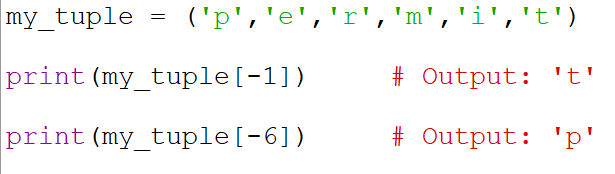 my_tuple = ('p','e','r','m','i','t')
print(my_tuple[-1])     # Output: 't'
print(my_tuple[-6])     # Output: 'p'